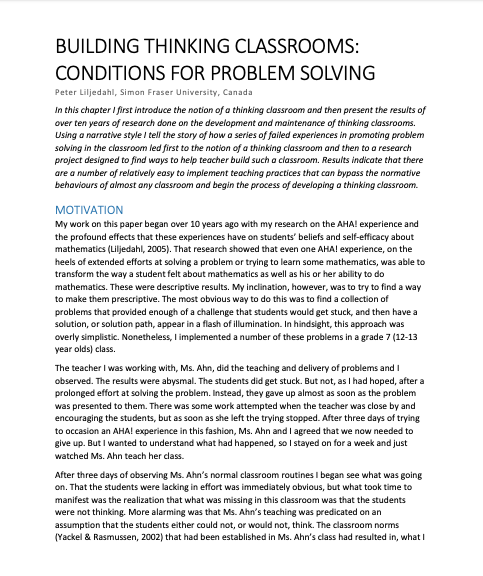 BUILDING THINKING CLASSROOMS:
CONDITIONS FOR PROBLEM SOLVING
Peter Liljedahl, Simon Fraser University, Canada
In this chapter I first introduce the notion of a thinking classroom and then present the results of
over ten years of research done on the development and maintenance of thinking classrooms.
Using a narrative style I tell the story of how a series of failed experiences in promoting problem
solving in the classroom led first to the notion of a thinking classroom and then to a research
project designed to find ways to help teacher build such a classroom. Results indicate that there
are a number of relatively easy to implement teaching practices that can bypass the normative
behaviours of almost any classroom and begin the process of developing a thinking classroom.
MOTIVATION
My work on this paper began over 10 years ago with my research on the AHA! experience and
the profound effects that these experiences have on students' beliefs and self-efficacy about
mathematics (Liljedahl, 2005). That research showed that even one AHA! experience, on the
heels of extended efforts at solving a problem or trying to learn some mathematics, was able to
transform the way a student felt about mathematics as well as his or her ability to do
mathematics. These were descriptive results. My inclination, however, was to try to find a way
to make them prescriptive. The most obvious way to do this was to find a collection of
problems that provided enough of a challenge that students would get stuck, and then have a
solution, or solution path, appear in a flash of illumination. In hindsight, this approach was
overly simplistic. Nonetheless, I implemented a number of these problems in a grade 7 (12-13
year olds) class.
The teacher I was working with, Ms. Ahn, did the teaching and delivery of problems and I
observed. The results were abysmal. The students did get stuck. But not, as I had hoped, after a
prolonged effort at solving the problem. Instead, they gave up almost as soon as the problem
was presented to them. There was some work attempted when the teacher was close by and
encouraging the students, but as soon as she left the trying stopped. After three days of trying
to occasion an AHA! experience in this fashion, Ms. Ahn and I agreed that we now needed to
give up. But I wanted to understand what had happened, so I stayed on for a week and just
watched Ms. Ahn teach her class.
After three days of observing Ms. Ahn's normal classroom routines I began see what was going
on. That the students were lacking in effort was immediately obvious, but what took time to
manifest was the realization that what was missing in this classroom was that the students
were not thinking. More alarming was that Ms. Ahn's teaching was predicated on an
assumption that the students either could not, or would not, think. The classroom norms
(Yackel & Rasmussen, 2002) that had been established in Ms. Ahn's class had resulted in, what I